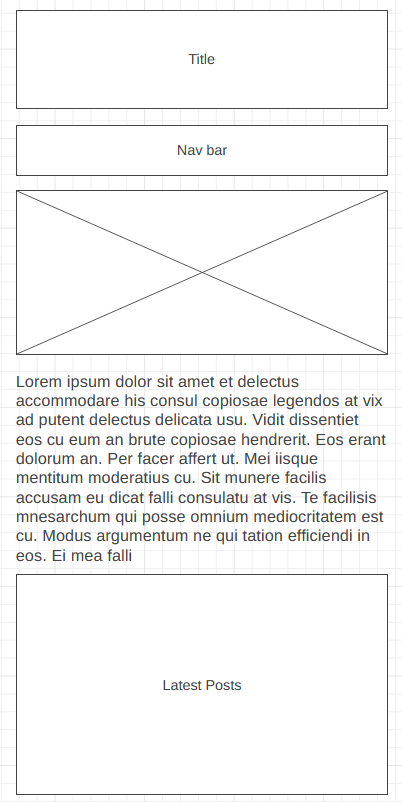 Title
Nav bar
Lorem ipsum dolor sit amet et delectus
accommodare his consul copiosae legendos at vix
ad putent delectus delicata usu. Vidit dissentiet
eos cu eum an brute copiosae hendrerit. Eos erant
dolorum an. Per facer affert ut. Mei iisque
mentitum moderatius cu. Sit munere facilis
accusam eu dicat falli consulatu at vis. Te facilisis
mnesarchum qui posse omnium mediocritatem est
cu. Modus argumentum ne qui tation efficiendi in
eos. Ei mea falli
Latest Posts